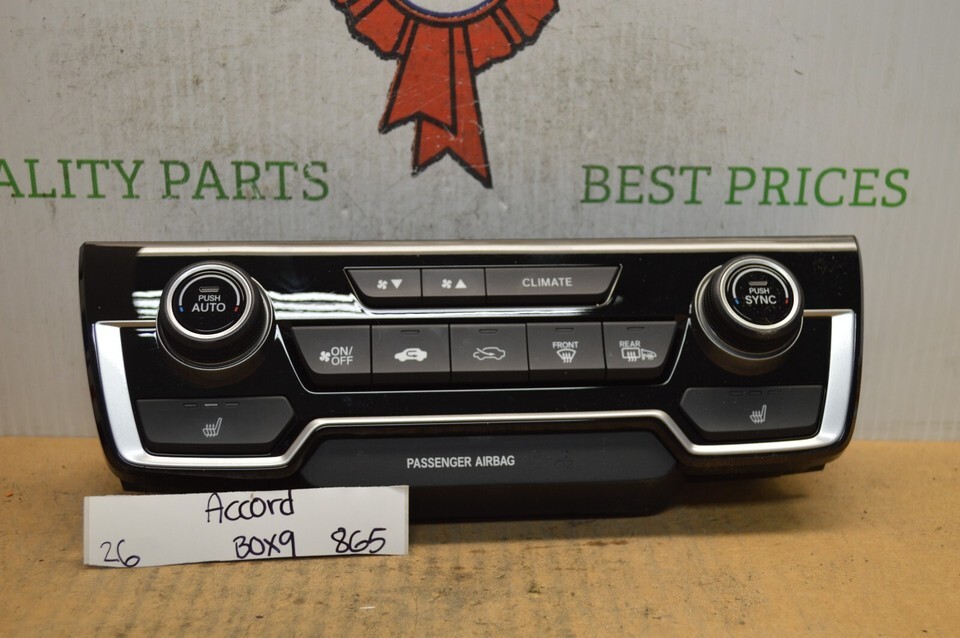 ALITY PARTS BEST PRICES
CLIMATE
PUSH AUTO
PUSH SYNC
ON/OFF
FRONT
REAR
PASSENGER AIRBAG
Accord
26 BOX9 865